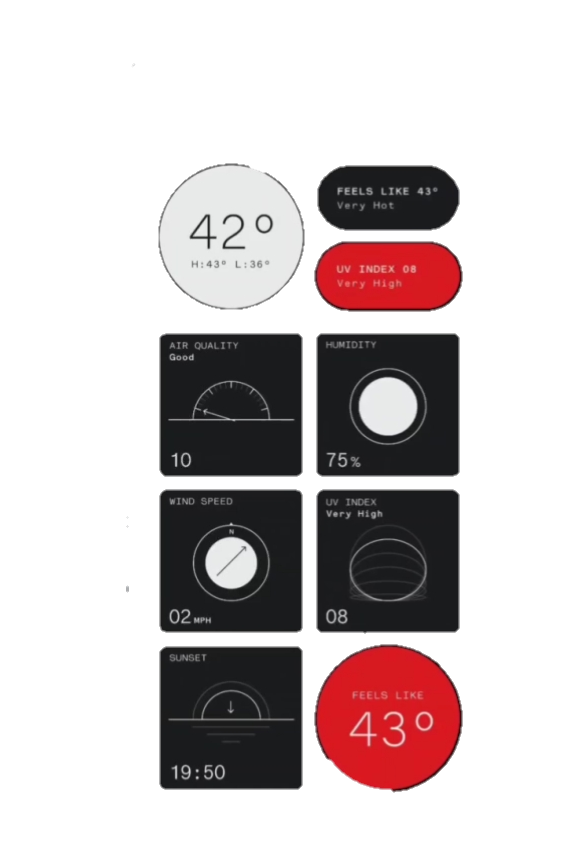 42°
H:43° L:36°
FEELS LIKE 43°
Very Hot
UV INDEX 08
Very High
AIR QUALITY
Good
10
HUMIDITY
75%
WIND SPEED
N
02 MPH
UV INDEX
Very High
08
SUNSET
19:50
FEELS LIKE
43°